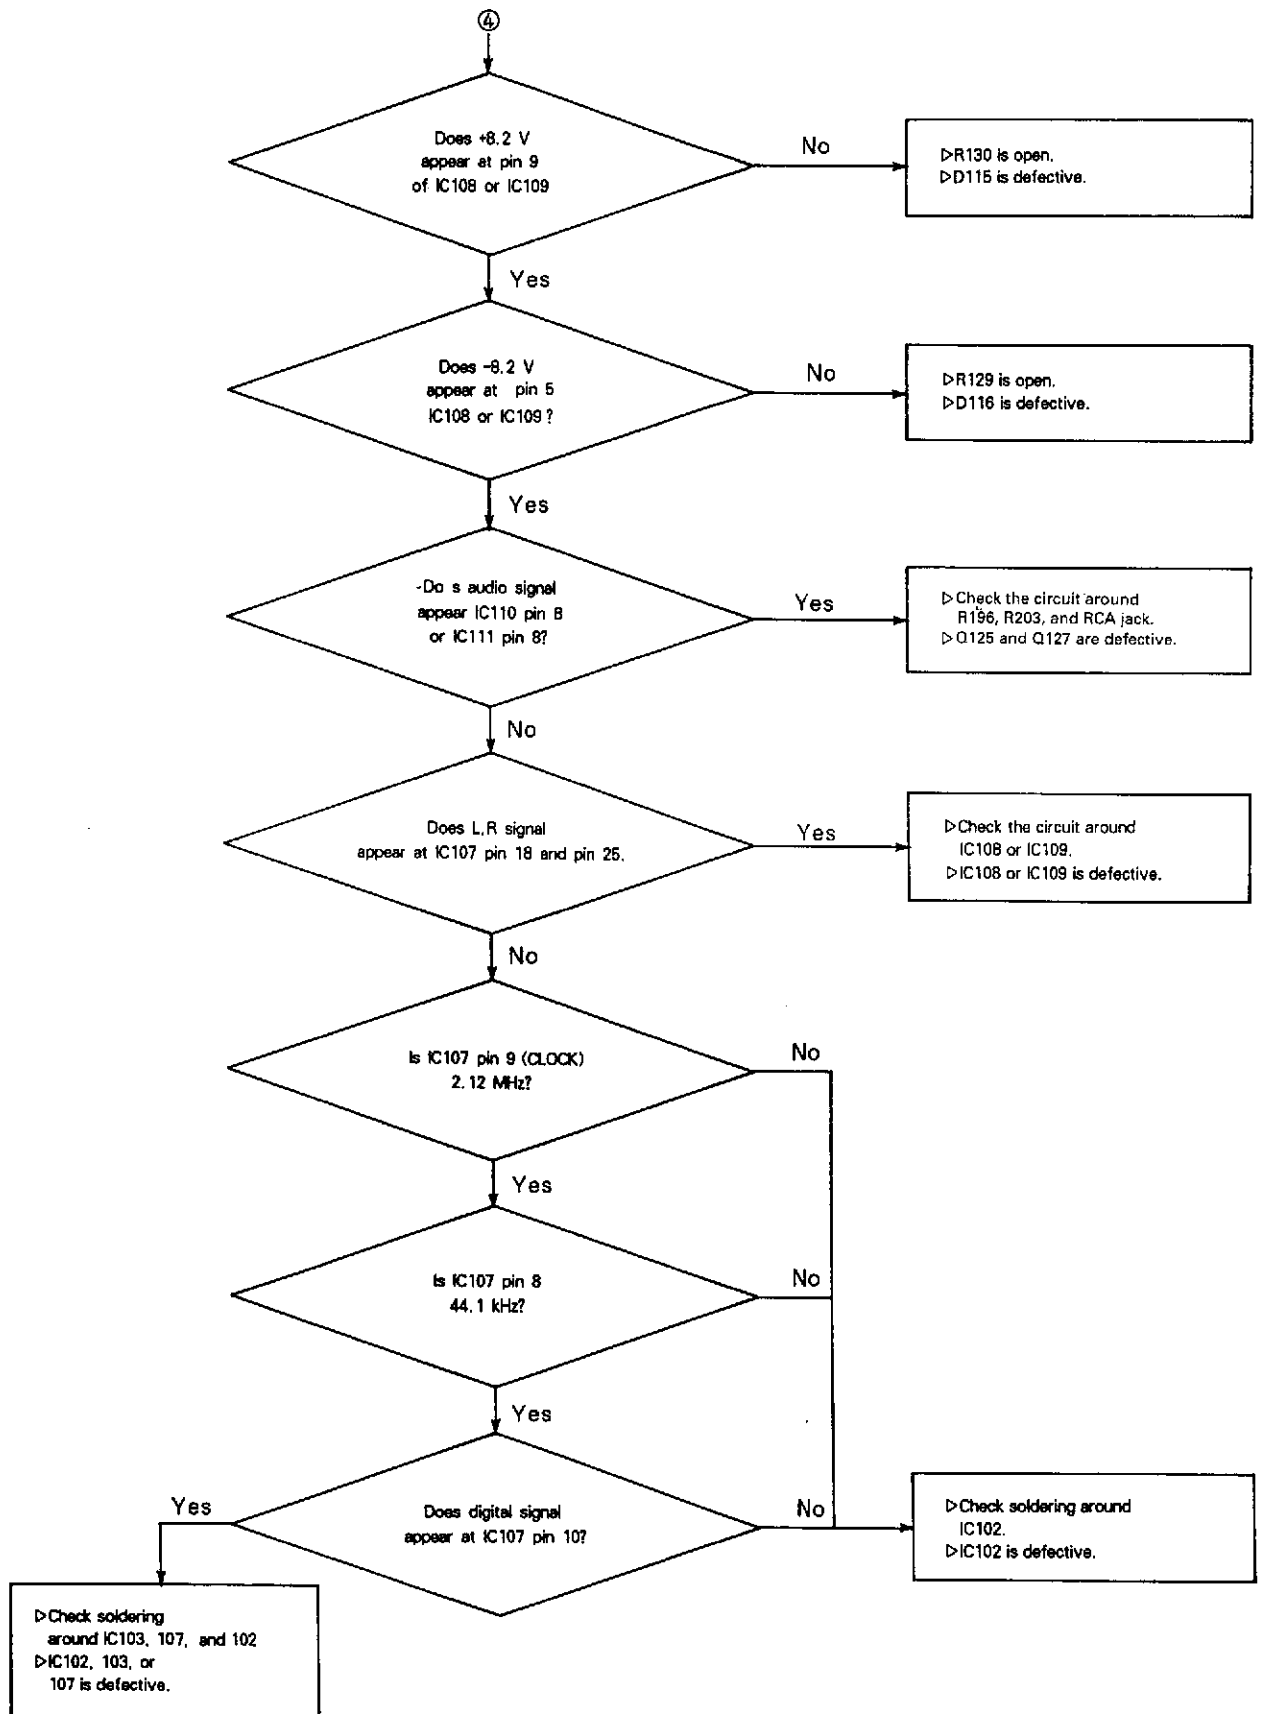 ④
Does +8.2 V
appear at pin 9
of IC108 or IC109
No
▷R130 is open.
▷D115 is defective.
Yes
Does -8.2 V
appear at pin 5
IC108 or IC109?
No
▷R129 is open.
▷D116 is defective.
Yes
-Do s audio signal
appear IC110 pin 8
or IC111 pin 8?
Yes
▷Check the circuit around
R196, R203, and RCA jack.
▷Q125 and Q127 are defective.
No
Does L,R signal
appear at IC107 pin 18 and pin 25.
Yes
▷Check the circuit around
IC108 or IC109.
▷IC108 or IC109 is defective.
No
Is IC107 pin 9 (CLOCK)
2.12 MHz?
No
Yes
Is IC107 pin 8
44.1 kHz?
No
Yes
Does digital signal
appear at IC107 pin 10?
Yes
No
▷Check soldering around
IC102.
▷IC102 is defective.
▷Check soldering
around IC103, 107, and 102
▷IC102, 103, or
107 is defective.